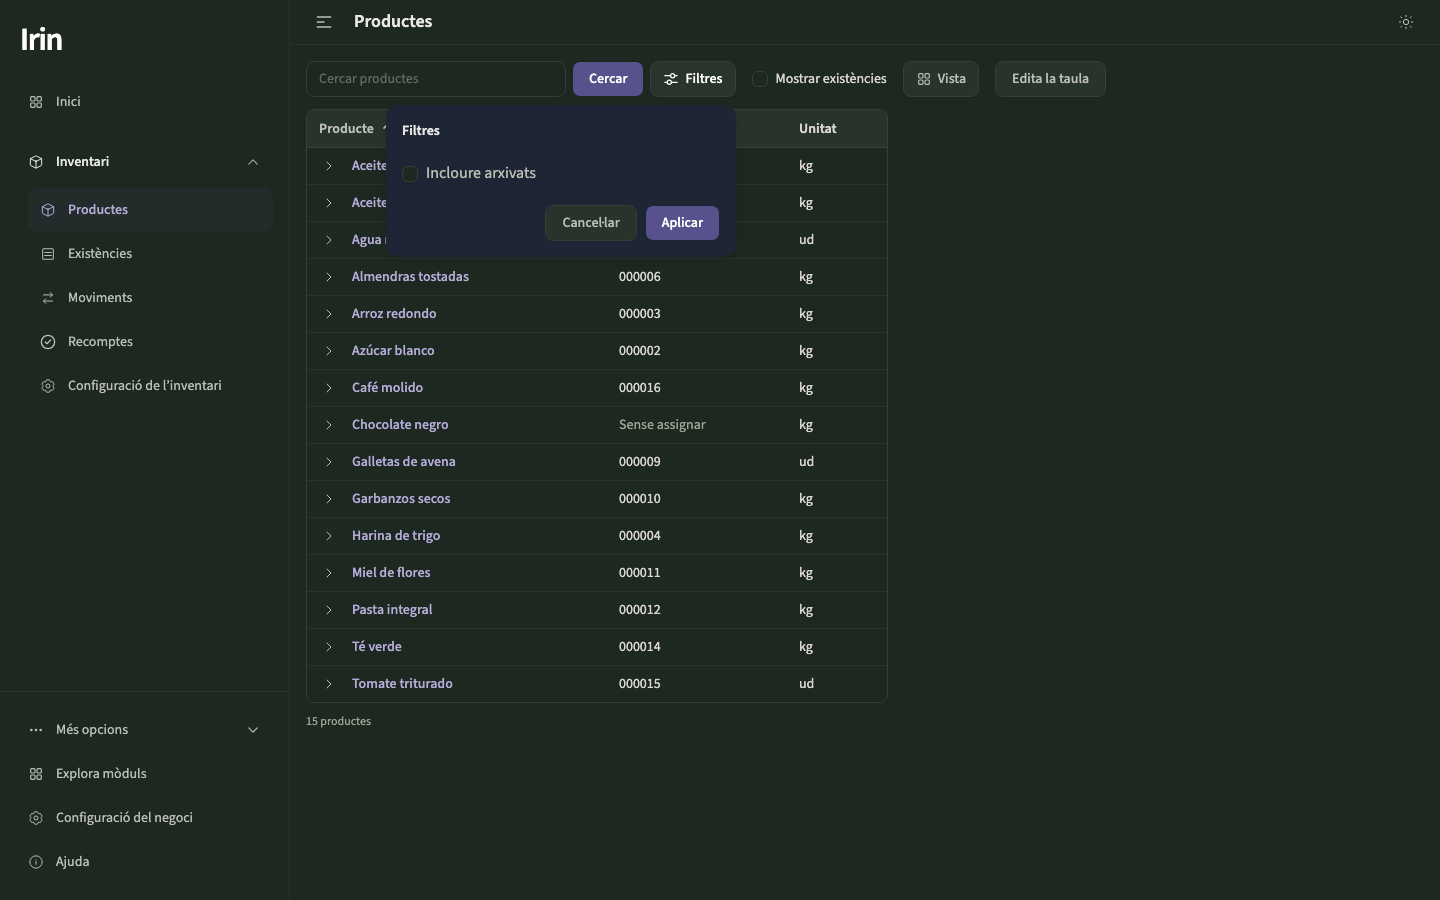 Irin
Inici
Inventari
Productes
Existències
Moviments
Recomptes
Configuració de l’inventari
Més opcions
Explora mòduls
Configuració del negoci
Ajuda
Productes
Cercar productes
Cercar
Filtres
Mostrar existències
Vista
Edita la taula
Producte
Unitat
Filtres
Incloure arxivats
Cancel·lar
Aplicar
Aceite
kg
Aceite
kg
Agua
ud
Almendras tostadas 000006 kg
Arroz redondo 000003 kg
Azúcar blanco 000002 kg
Café molido 000016 kg
Chocolate negro Sense assignar kg
Galletas de avena 000009 ud
Garbanzos secos 000010 kg
Harina de trigo 000004 kg
Miel de flores 000011 kg
Pasta integral 000012 kg
Té verde 000014 kg
Tomate triturado 000015 ud
15 productes